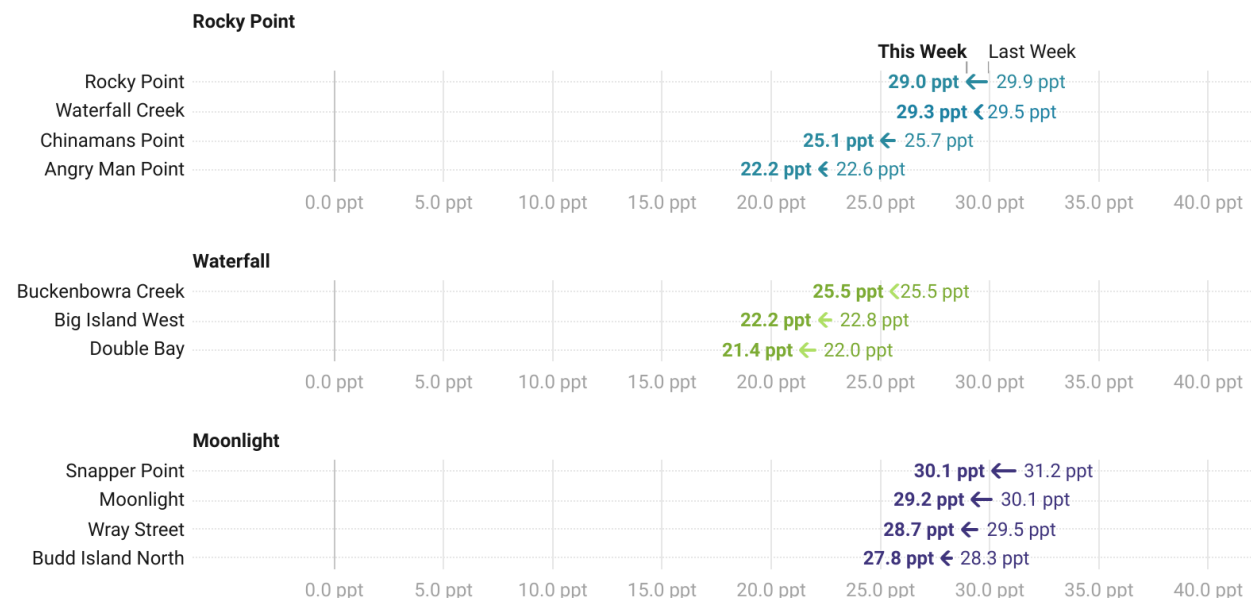 Rocky Point
This Week Last Week
Rocky Point 29.0 ppt 29.9 ppt
Waterfall Creek 29.3 ppt 29.5 ppt
Chinamans Point 25.1 ppt 25.7 ppt
Angry Man Point 22.2 ppt 22.6 ppt
0.0 ppt 5.0 ppt 10.0 ppt 15.0 ppt 20.0 ppt 25.0 ppt 30.0 ppt 35.0 ppt 40.0 ppt
Waterfall
Buckenbowra Creek 25.5 ppt 25.5 ppt
Big Island West 22.2 ppt 22.8 ppt
Double Bay 21.4 ppt 22.0 ppt
0.0 ppt 5.0 ppt 10.0 ppt 15.0 ppt 20.0 ppt 25.0 ppt 30.0 ppt 35.0 ppt 40.0 ppt
Moonlight
Snapper Point 30.1 ppt 31.2 ppt
Moonlight 29.2 ppt 30.1 ppt
Wray Street 28.7 ppt 29.5 ppt
Budd Island North 27.8 ppt 28.3 ppt
0.0 ppt 5.0 ppt 10.0 ppt 15.0 ppt 20.0 ppt 25.0 ppt 30.0 ppt 35.0 ppt 40.0 ppt